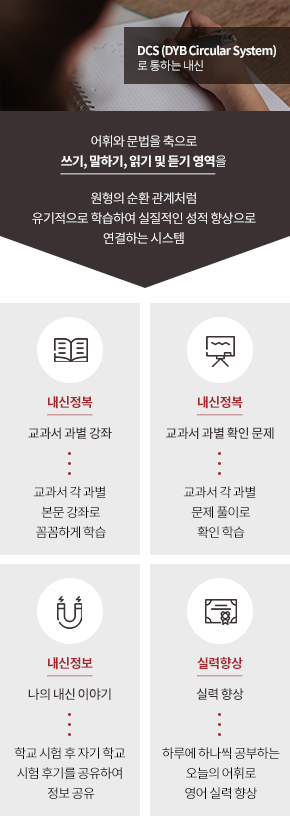 DCS (DYB Circular System)
로 통하는 내신
어휘와 문법을 축으로
쓰기, 말하기, 읽기 및 듣기 영역을
원형의 순환 관계처럼
유기적으로 학습하여 실질적인 성적 향상으로
연결하는 시스템
내신정복
교과서 과별 강좌
교과서 각 과별
본문 강좌로
꼼꼼하게 학습
내신정복
교과서 과별 확인 문제
교과서 각 과별
문제 풀이로
확인 학습
내신정보
나의 내신 이야기
학교 시험 후 자기 학교
시험 후기를 공유하여
정보 공유
실력향상
실력 향상
하루에 하나씩 공부하는
오늘의 어휘로
영어 실력 향상